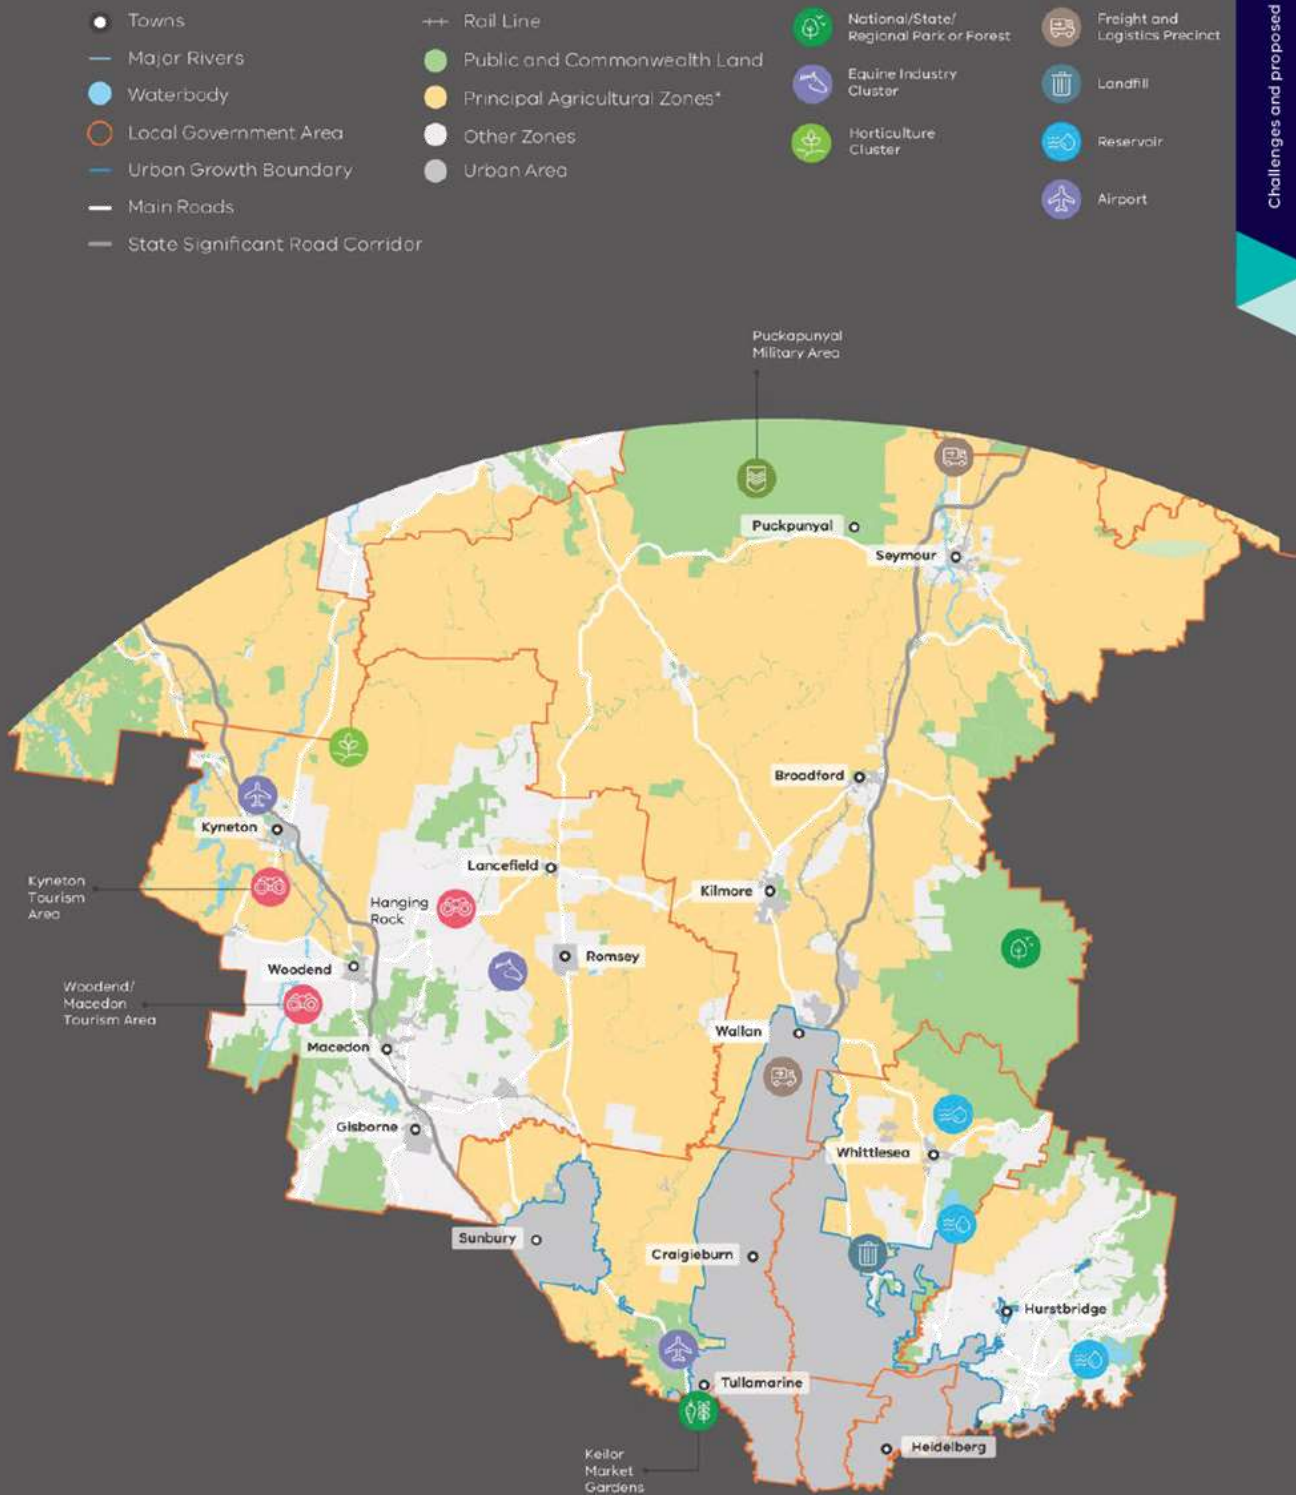 Towns
Major Rivers
Waterbody
Local Government Area
Urban Growth Boundary
Main Roads
State Significant Road Corridor
Rail Line
Public and Commonwealth Land
Principal Agricultural Zones*
Other Zones
Urban Area
National/State/
Regional Park or Forest
Equine Industry
Cluster
Horticulture
Cluster
Freight and
Logistics Precinct
Landfill
Reservoir
Airport
Challenges and proposed
Puckapunyal
Military Area
Puckpunyal
Seymour
Broadford
Kyneton
Kyneton
Tourism
Area
Lancefield
Kilmore
Hanging
Rock
Romsey
Woodend
Woodend/
Macedon
Tourism Area
Wallan
Macedon
Gisborne
Whittlesea
Sunbury
Craigieburn
Hurstbridge
Tullamarine
Heidelberg
Keilor
Market
Gardens